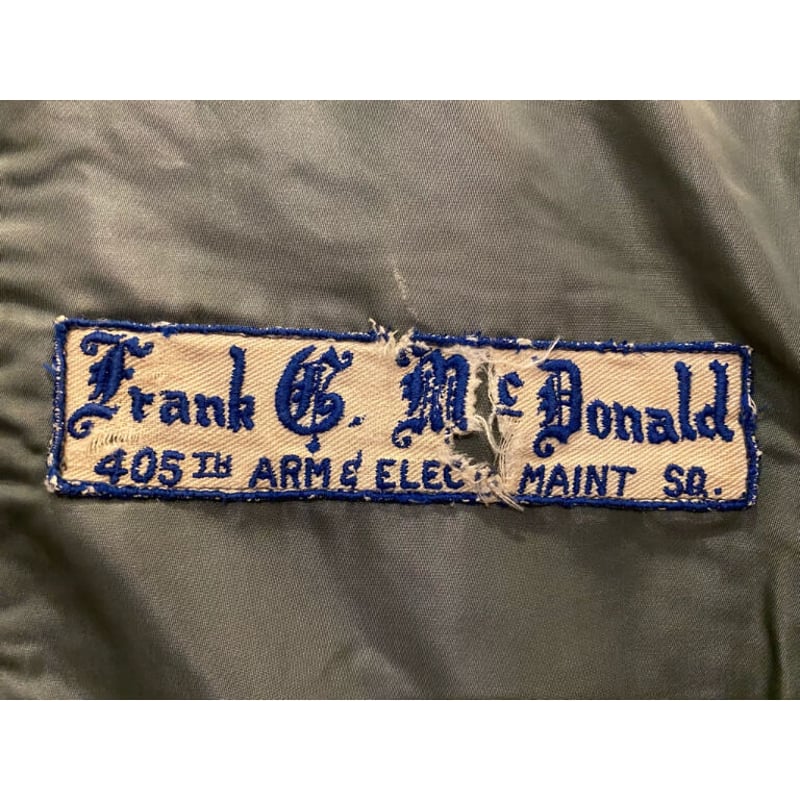 Frank G. McDonald
405TH ARM & ELEC MAINT SQ.